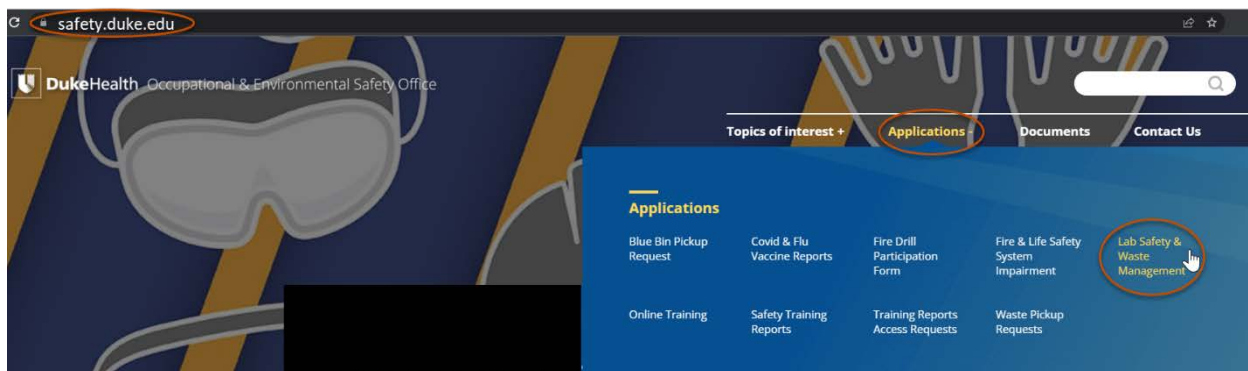 safety.duke.edu
DukeHealth Occupational & Environmental Safety Office
Topics of interest + Applications - Documents Contact Us
Applications
Blue Bin Pickup
Request
Covid & Flu
Vaccine Reports
Fire Drill
Participation
Form
Fire & Life Safety
System
Impairment
Lab Safety &
Waste
Management
Online Training
Safety Training
Reports
Training Reports
Access Requests
Waste Pickup
Requests